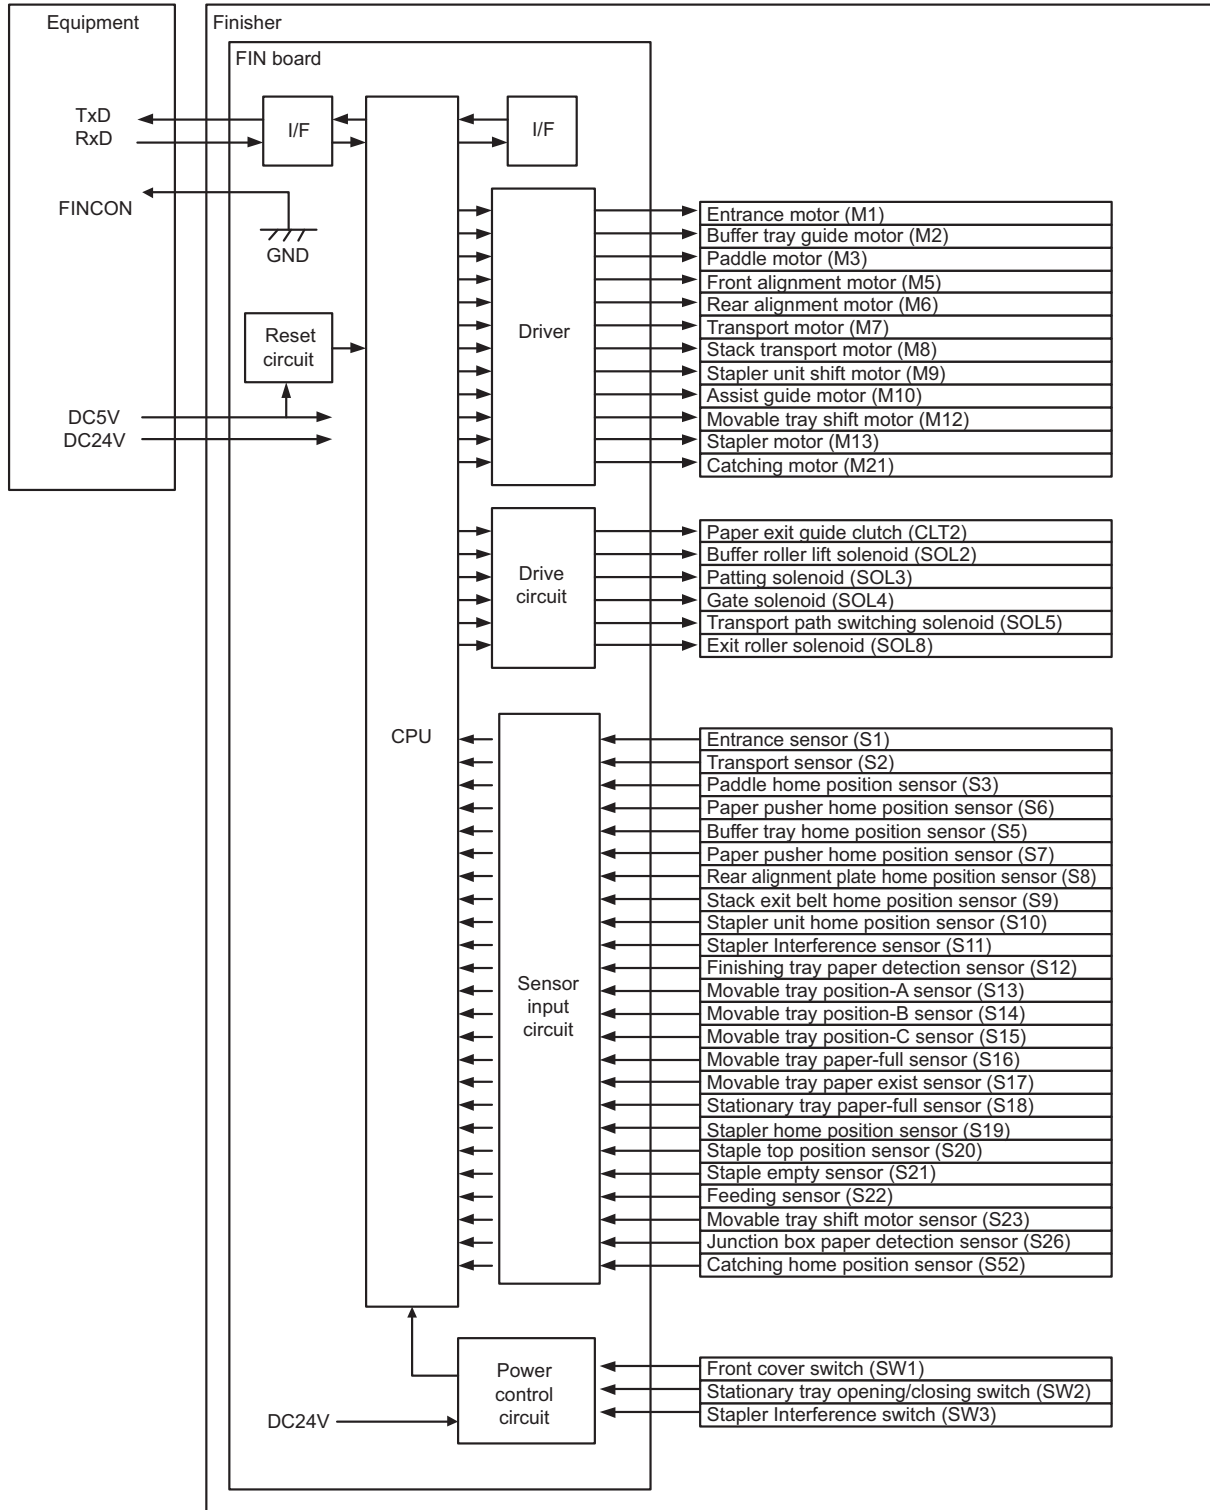 Equipment
Finisher
FIN board
TxD
RxD
I/F
I/F
FINCON
GND
Entrance motor (M1)
Buffer tray guide motor (M2)
Paddle motor (M3)
Front alignment motor (M5)
Rear alignment motor (M6)
Transport motor (M7)
Stack transport motor (M8)
Stapler unit shift motor (M9)
Assist guide motor (M10)
Movable tray shift motor (M12)
Stapler motor (M13)
Catching motor (M21)
Driver
Reset
circuit
DC5V
DC24V
Paper exit guide clutch (CLT2)
Buffer roller lift solenoid (SOL2)
Patting solenoid (SOL3)
Gate solenoid (SOL4)
Transport path switching solenoid (SOL5)
Exit roller solenoid (SOL8)
Drive
circuit
CPU
Entrance sensor (S1)
Transport sensor (S2)
Paddle home position sensor (S3)
Paper pusher home position sensor (S6)
Buffer tray home position sensor (S5)
Paper pusher home position sensor (S7)
Rear alignment plate home position sensor (S8)
Stack exit belt home position sensor (S9)
Stapler unit home position sensor (S10)
Stapler Interference sensor (S11)
Finishing tray paper detection sensor (S12)
Movable tray position-A sensor (S13)
Movable tray position-B sensor (S14)
Movable tray position-C sensor (S15)
Movable tray paper-full sensor (S16)
Movable tray paper exist sensor (S17)
Stationary tray paper-full sensor (S18)
Stapler home position sensor (S19)
Staple top position sensor (S20)
Staple empty sensor (S21)
Feeding sensor (S22)
Movable tray shift motor sensor (S23)
Junction box paper detection sensor (S26)
Catching home position sensor (S52)
Sensor
input
circuit
Power
control
circuit
DC24V
Front cover switch (SW1)
Stationary tray opening/closing switch (SW2)
Stapler Interference switch (SW3)